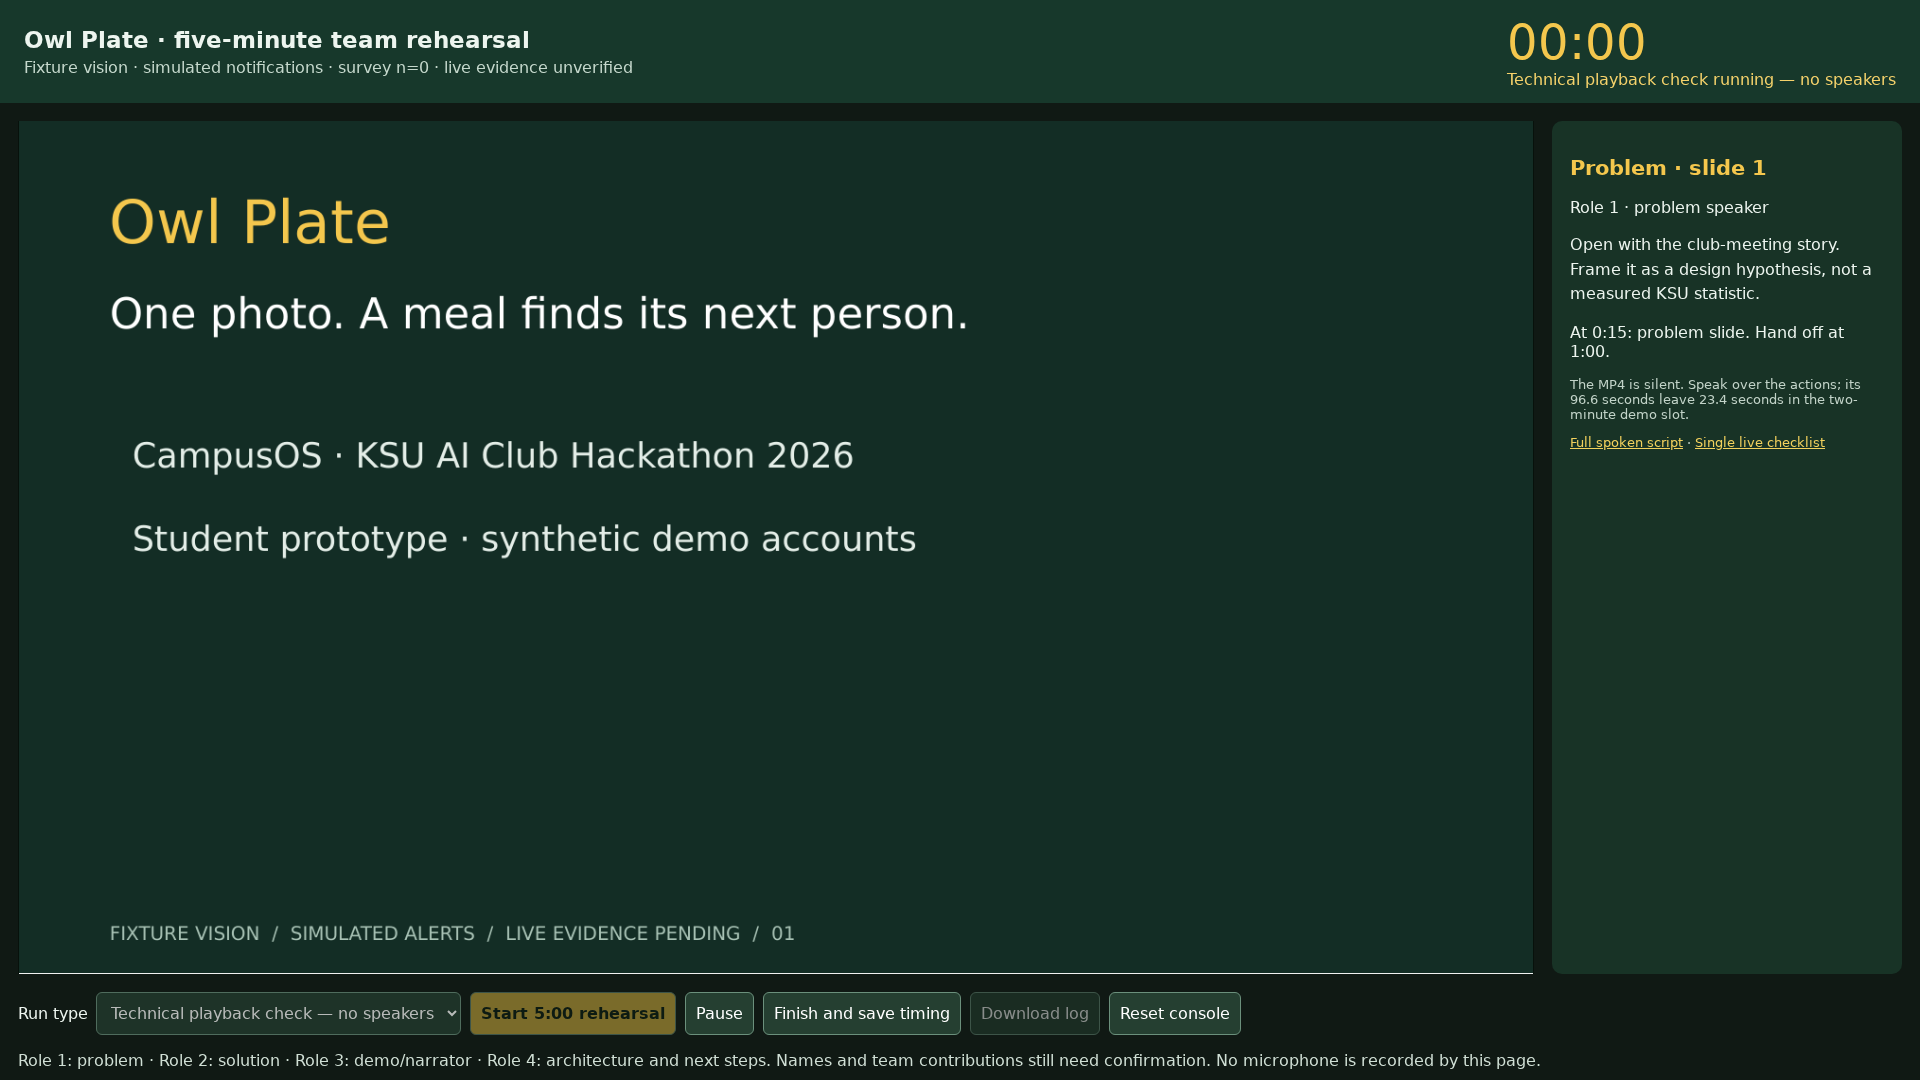 Owl Plate · five-minute team rehearsal
Fixture vision · simulated notifications · survey n=0 · live evidence unverified
00:00
Technical playback check running — no speakers
Owl Plate
One photo. A meal finds its next person.
CampusOS · KSU AI Club Hackathon 2026
Student prototype · synthetic demo accounts
FIXTURE VISION / SIMULATED ALERTS / LIVE EVIDENCE PENDING / 01
Problem · slide 1
Role 1 · problem speaker
Open with the club-meeting story.
Frame it as a design hypothesis, not a
measured KSU statistic.
At 0:15: problem slide. Hand off at
1:00.
The MP4 is silent. Speak over the actions; its
96.6 seconds leave 23.4 seconds in the two-
minute demo slot.
Full spoken script · Single live checklist
Run type Technical playback check — no speakers Start 5:00 rehearsal Pause Finish and save timing Download log Reset console
Role 1: problem · Role 2: solution · Role 3: demo/narrator · Role 4: architecture and next steps. Names and team contributions still need confirmation. No microphone is recorded by this page.